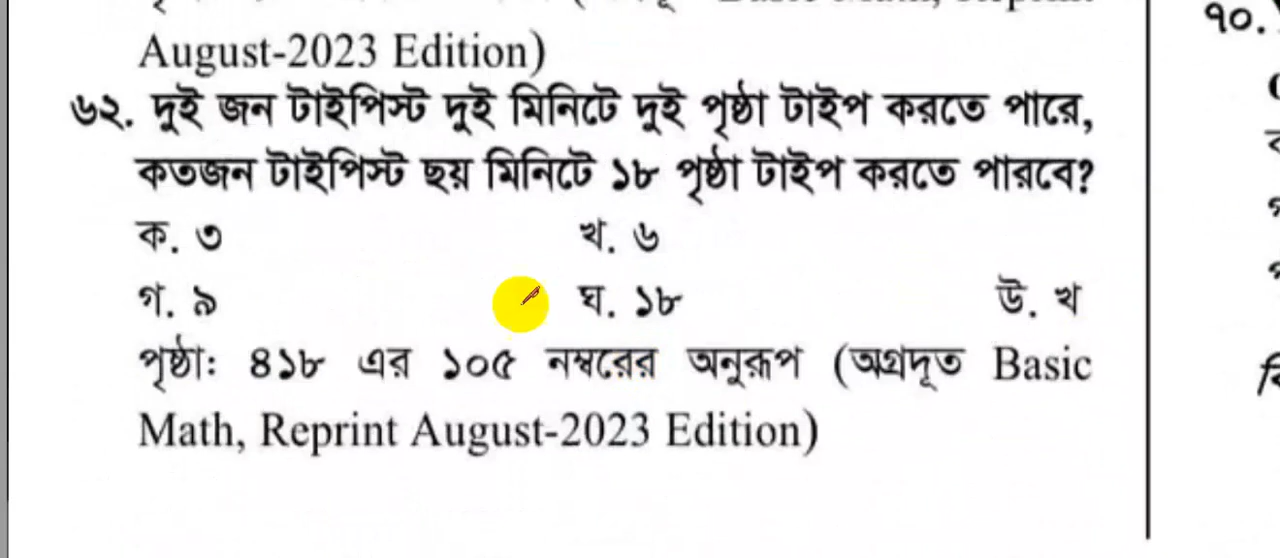 August-2023 Edition)
৬২. দুই জন টাইপিস্ট দুই মিনিটে দুই পৃষ্ঠা টাইপ করতে পারে,
কতজন টাইপিস্ট ছয় মিনিটে ১৮ পৃষ্ঠা টাইপ করতে পারবে?
ক. ৩ খ. ৬
গ. ৯ ঘ. ১৮ উ. খ
পৃষ্ঠা: ৪১৮ এর ১০৫ নম্বরের অনুরূপ (অগ্রদূত Basic
Math, Reprint August-2023 Edition)
৭০.